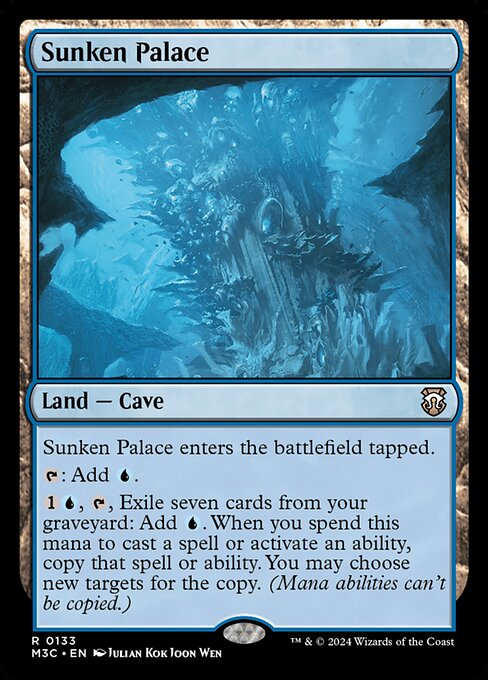 Sunken Palace
Land — Cave
Sunken Palace enters the battlefield tapped.
: Add .
1 , , Exile seven cards from your
graveyard: Add . When you spend this
mana to cast a spell or activate an ability,
copy that spell or ability. You may choose
new targets for the copy. (Mana abilities can't
be copied.)
R 0133
M3C • EN Julian Kok Joon Wen
™ & © 2024 Wizards of the Coast